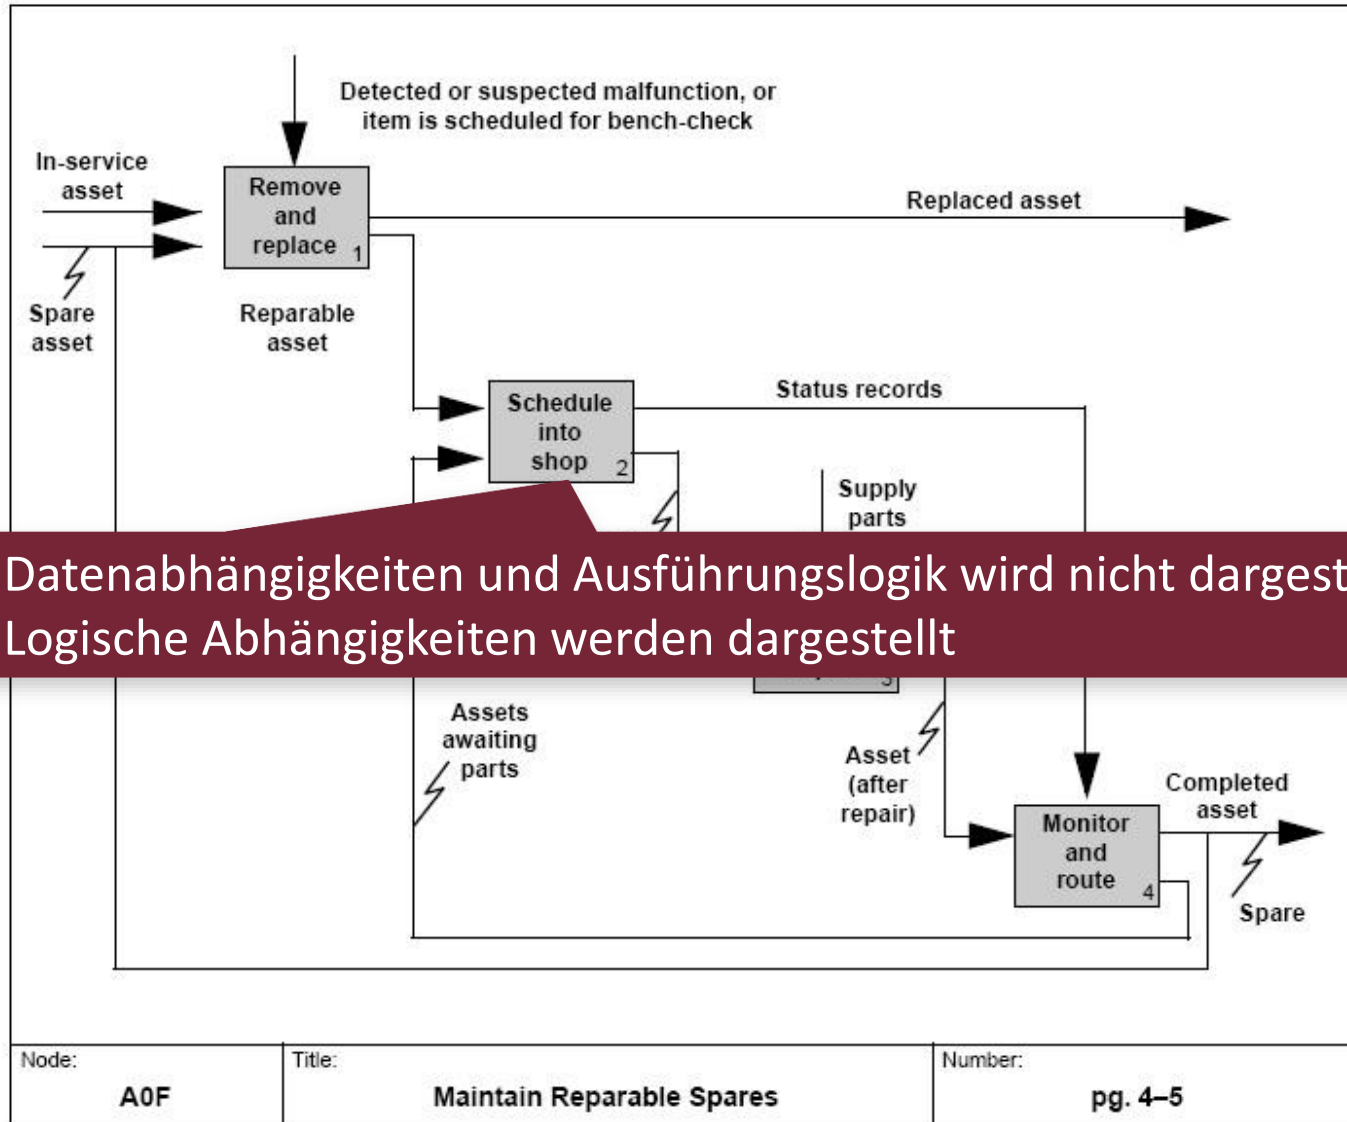 Detected or suspected malfunction, or
item is scheduled for bench-check
In-service
asset
Remove
and
replace 1
Replaced asset
Spare
asset
Reparable
asset
Schedule
into
shop 2
Status records
Supply
parts
Datenabhängigkeiten und Ausführungslogik wird nicht dargest
Logische Abhängigkeiten werden dargestellt
3
Assets
awaiting
parts
Asset
(after
repair)
Completed
asset
Monitor
and
route 4
Spare
Node:
A0F
Title:
Maintain Reparable Spares
Number:
pg. 4–5